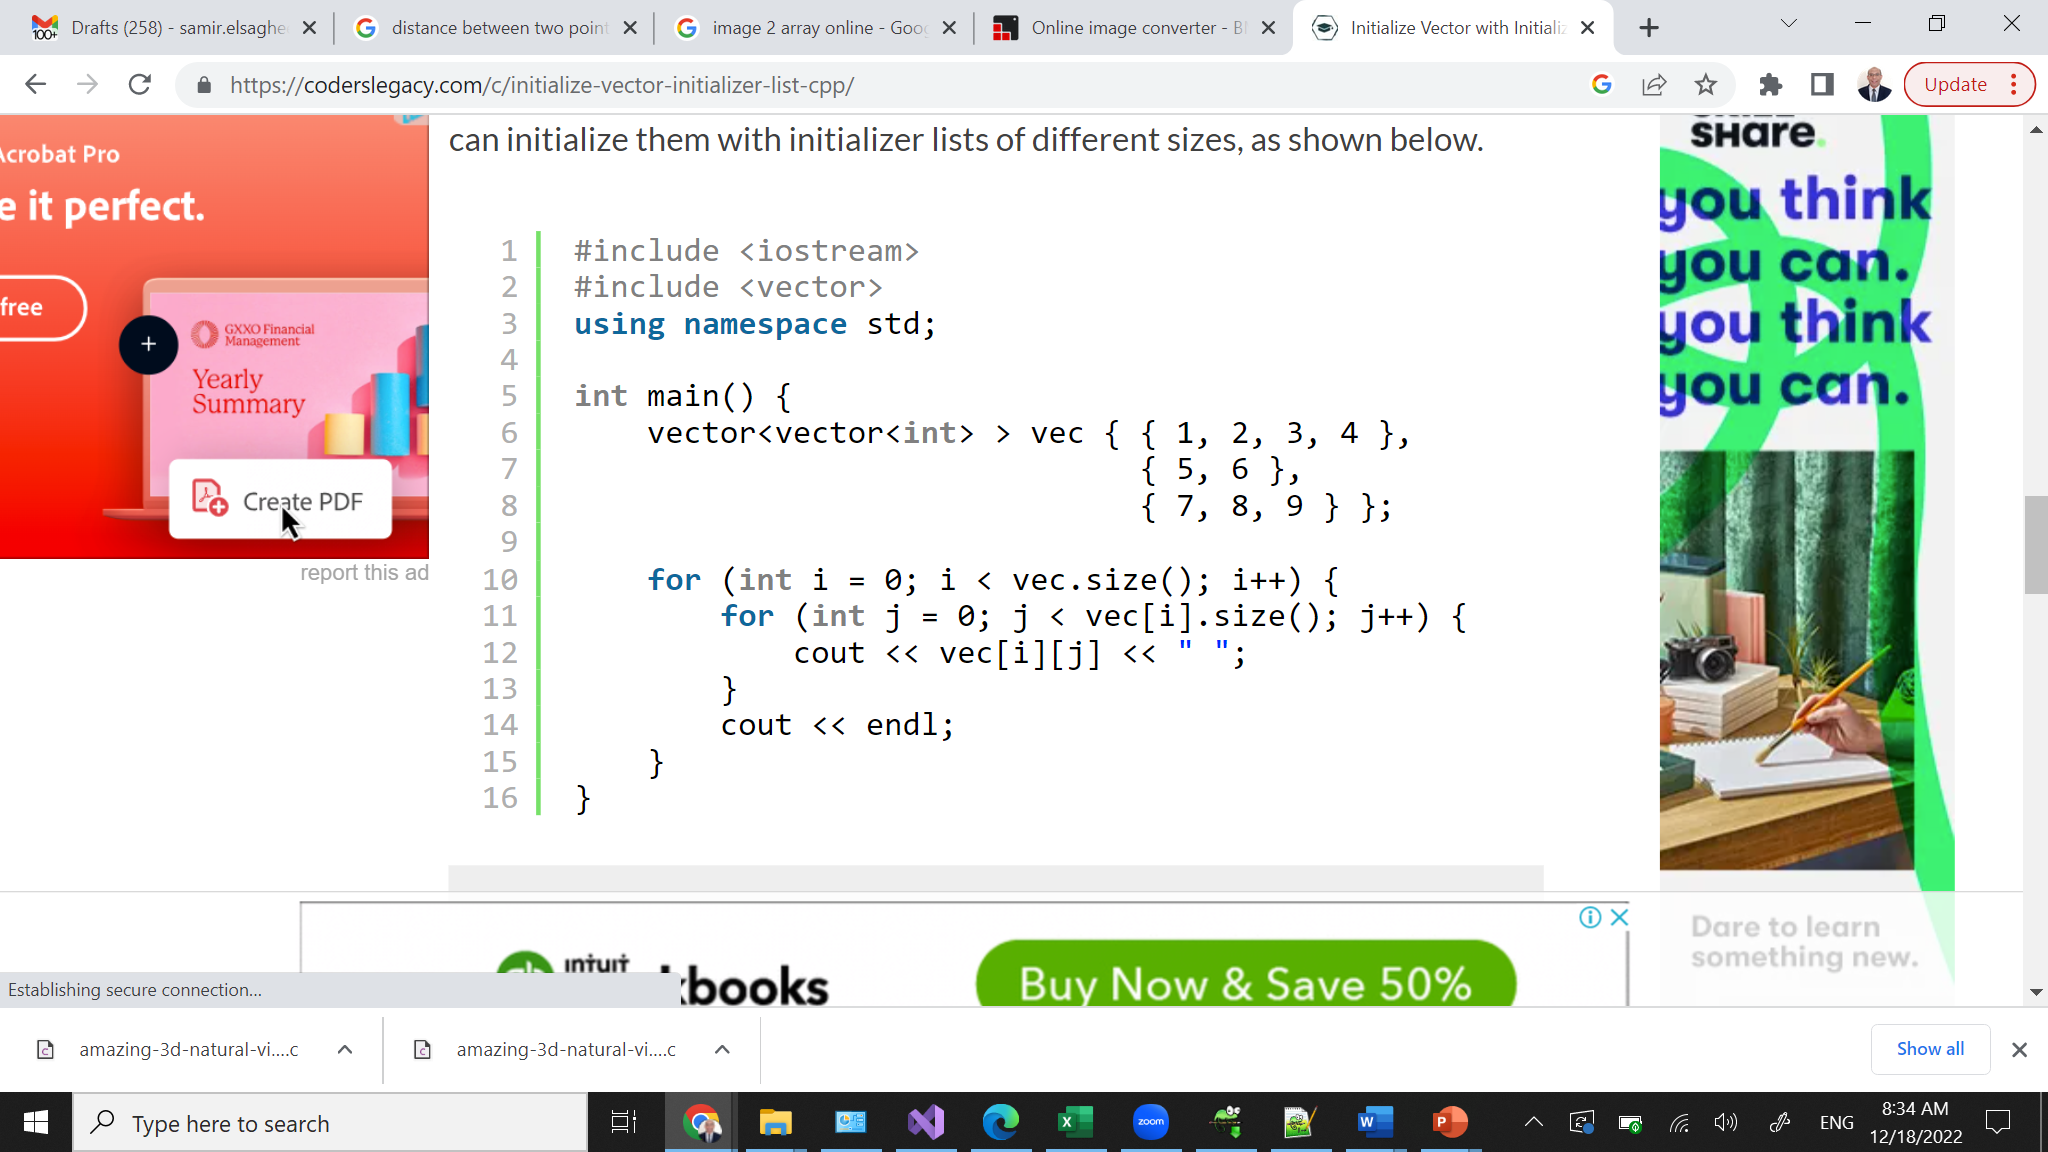 Drafts (258) - samir.elsaghe
distance between two point
image 2 array online - Goog
Online image converter - BI
Initialize Vector with Initializ
https://coderslegacy.com/c/initialize-vector-initializer-list-cpp/
Update
Acrobat Pro
e it perfect.
free
+
GXXO Financial
Management
Yearly
Summary
Create PDF
report this ad
can initialize them with initializer lists of different sizes, as shown below.
1 #include <iostream>
2 #include <vector>
3 using namespace std;
4
5 int main() {
6 vector<vector<int> > vec { { 1, 2, 3, 4 },
7 { 5, 6 },
8 { 7, 8, 9 } };
9
10 for (int i = 0; i < vec.size(); i++) {
11 for (int j = 0; j < vec[i].size(); j++) {
12 cout << vec[i][j] << " ";
13 }
14 cout << endl;
15 }
16 }
share.
you think
you can.
you think
you can.
Dare to learn
something new.
intuit
kbooks
Buy Now & Save 50%
Establishing secure connection...
amazing-3d-natural-vi....c
amazing-3d-natural-vi....c
Show all
Type here to search
zoom
ENG
8:34 AM
12/18/2022